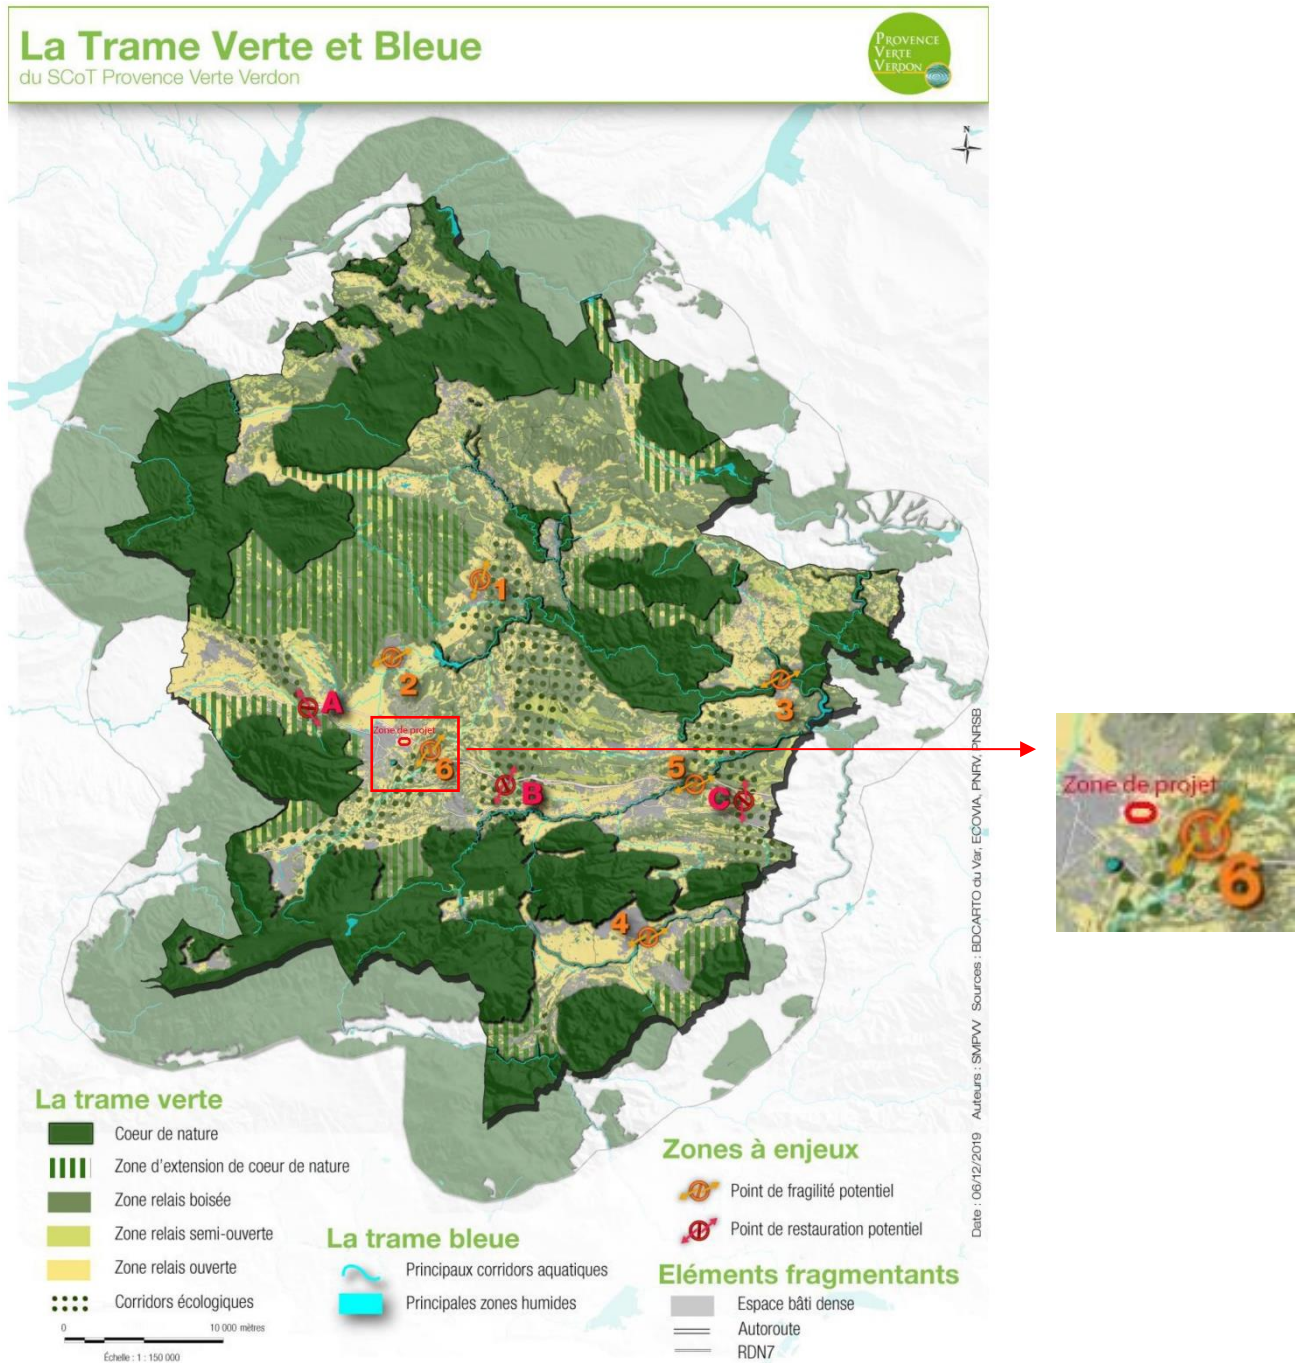 La Trame Verte et Bleue
du SCoT Provence Verte Verdon
PROVENCE
VERTE
VERDON
N
1
2
A
3
Zone de projet
6
5
B
C
4
Zone de projet
6
Date : 06/12/2019 Auteurs : SMPVV Sources : BDCARTO du Var, ECOVIA, PNRV, PNRSB
La trame verte
Coeur de nature
Zone d'extension de coeur de nature
Zone relais boisée
Zone relais semi-ouverte
Zone relais ouverte
Corridors écologiques
0 10 000 mètres
Échelle : 1 : 150 000
La trame bleue
Principaux corridors aquatiques
Principales zones humides
Zones à enjeux
Point de fragilité potentiel
Point de restauration potentiel
Eléments fragmentants
Espace bâti dense
Autoroute
RDN7